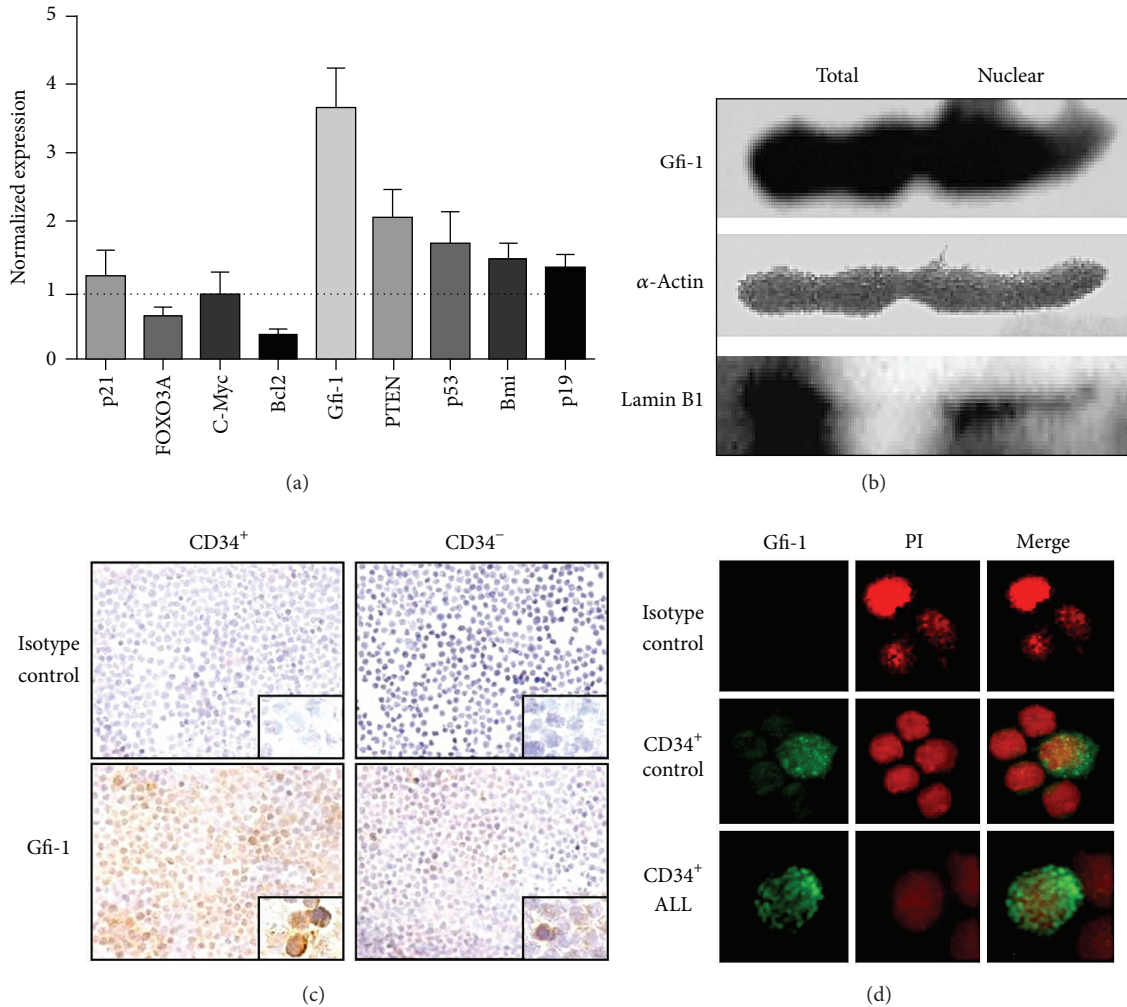 5
4
3
2
1
1
0
Normalized expression
p21
FOXO3A
C-Myc
Bcl2
Gfi-1
PTEN
p53
Bmi
p19
(a)
Total Nuclear
Gfi-1
α-Actin
Lamin B1
(b)
CD34+ CD34−
Isotype
control
Gfi-1
(c)
Gfi-1 PI Merge
Isotype
control
CD34+
control
CD34+
ALL
(d)